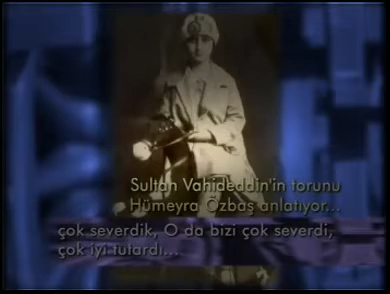 Sultan Vahideddin'in torunu
Hümeyra Özbaş anlatıyor...
çok severdik, O da bizi çok severdi,
çok iyi tutardı...